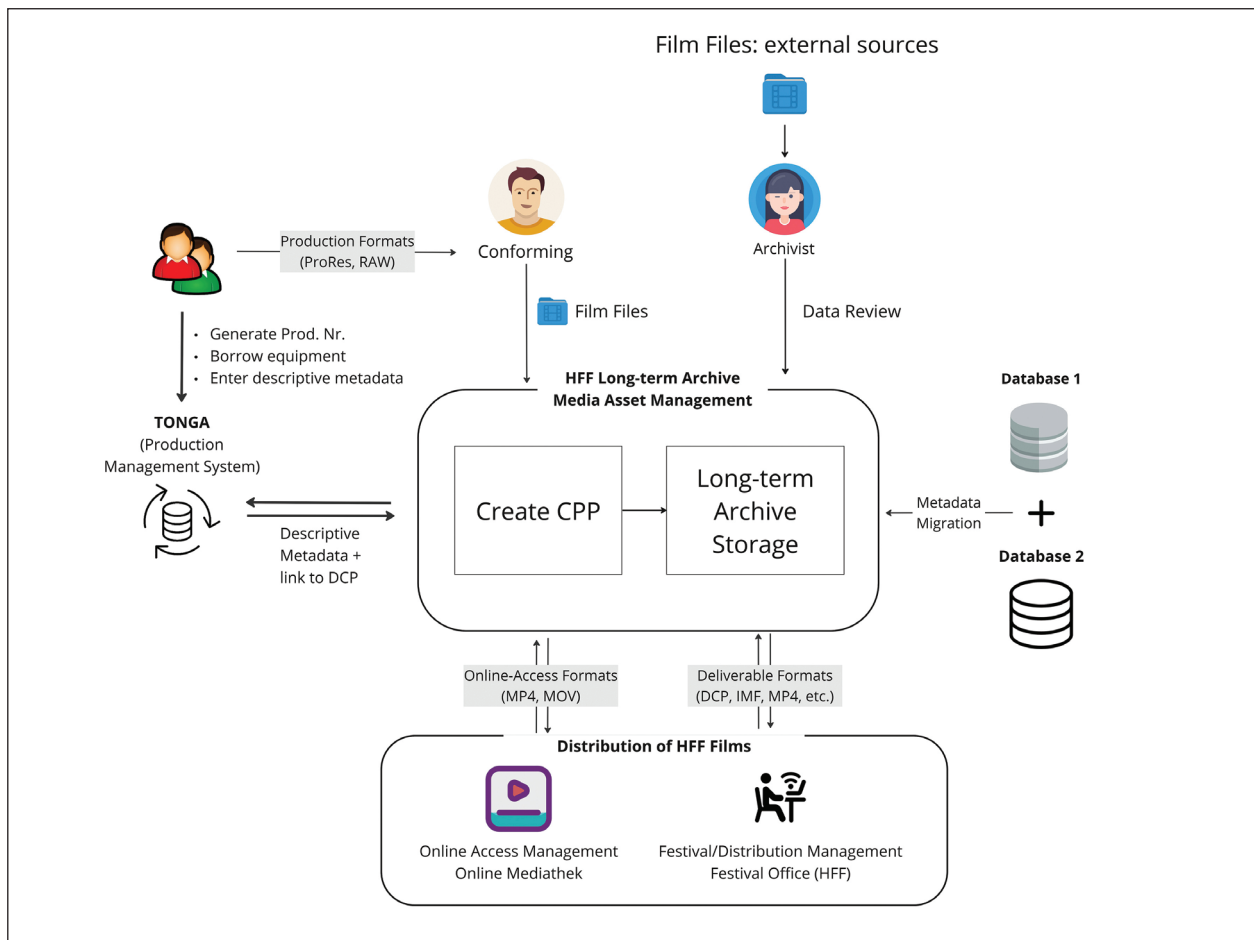 Film Files: external sources
Production Formats
(ProRes, RAW)
Conforming
Archivist
Film Files
Data Review
• Generate Prod. Nr.
• Borrow equipment
• Enter descriptive metadata
TONGA
(Production
Management System)
HFF Long-term Archive
Media Asset Management
Create CPP
Long-term
Archive
Storage
Database 1
Metadata
Migration
+
Database 2
Descriptive
Metadata +
link to DCP
Online-Access Formats
(MP4, MOV)
Deliverable Formats
(DCP, IMF, MP4, etc.)
Distribution of HFF Films
Online Access Management
Online Mediathek
Festival/Distribution Management
Festival Office (HFF)